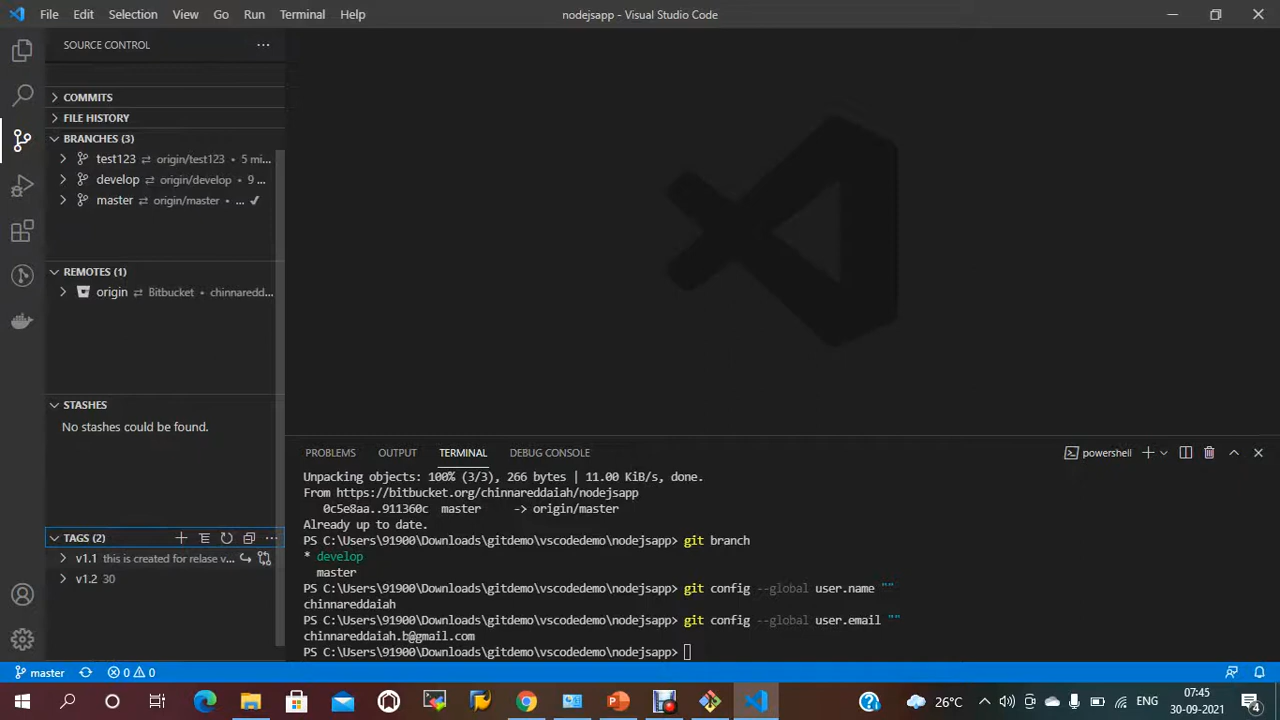 File Edit Selection View Go Run Terminal Help nodejsapp - Visual Studio Code
SOURCE CONTROL
COMMITS
FILE HISTORY
BRANCHES (3)
test123 origin/test123 • 5 mi...
develop origin/develop • 9 ...
master origin/master • ...
REMOTES (1)
origin Bitbucket • chinnaredd...
STASHES
No stashes could be found.
TAGS (2)
v1.1 this is created for relase v...
v1.2 30
PROBLEMS OUTPUT TERMINAL DEBUG CONSOLE powershell
Unpacking objects: 100% (3/3), 266 bytes | 11.00 KiB/s, done.
From https://bitbucket.org/chinnareddaiah/nodejsapp
0c5e8aa..911360c master -> origin/master
Already up to date.
PS C:\Users\91900\Downloads\gitdemo\vscodedemo\nodejsapp> git branch
* develop
master
PS C:\Users\91900\Downloads\gitdemo\vscodedemo\nodejsapp> git config --global user.name ""
chinnareddaiah
PS C:\Users\91900\Downloads\gitdemo\vscodedemo\nodejsapp> git config --global user.email ""
chinnareddaiah.b@gmail.com
PS C:\Users\91900\Downloads\gitdemo\vscodedemo\nodejsapp>
master 0 0
26°C ENG 07:45
30-09-2021 4